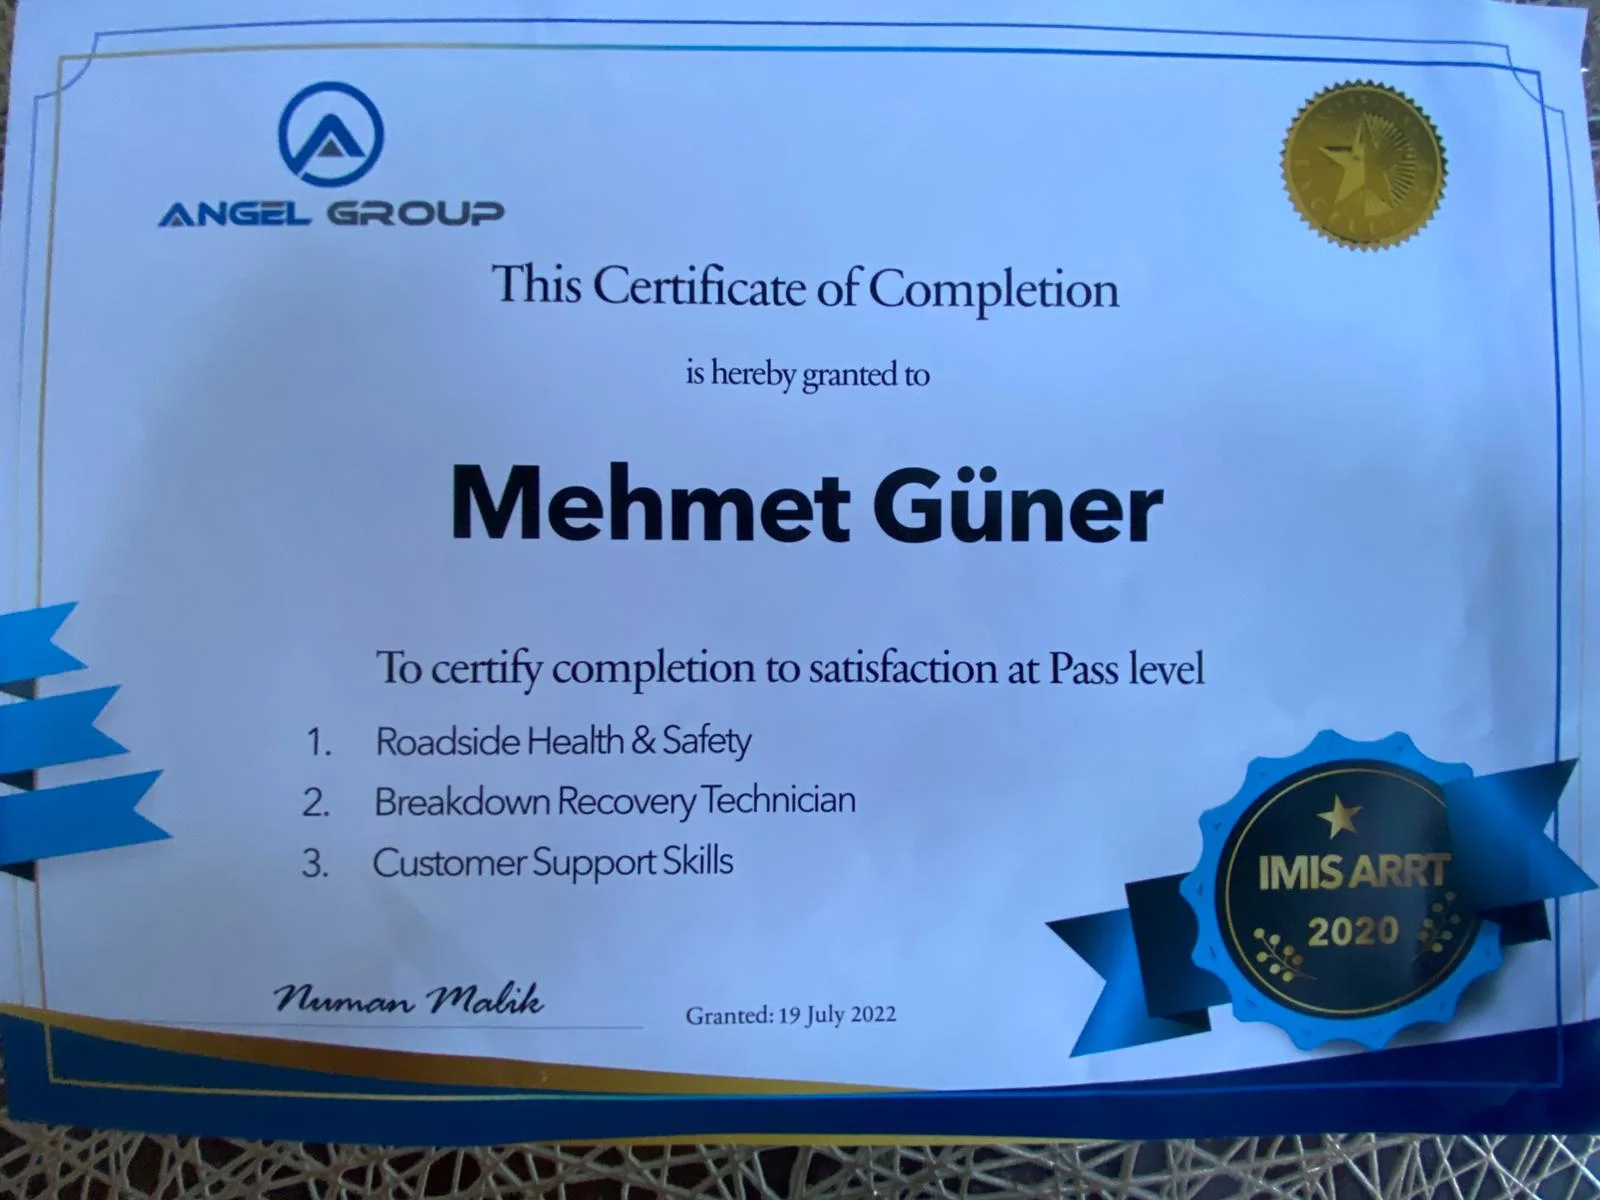 ANGEL GROUP
This Certificate of Completion
is hereby granted to
Mehmet Güner
To certify completion to satisfaction at Pass level
1. Roadside Health & Safety
2. Breakdown Recovery Technician
3. Customer Support Skills
Numan Malik
Granted: 19 July 2022
IMIS ARRT
2020